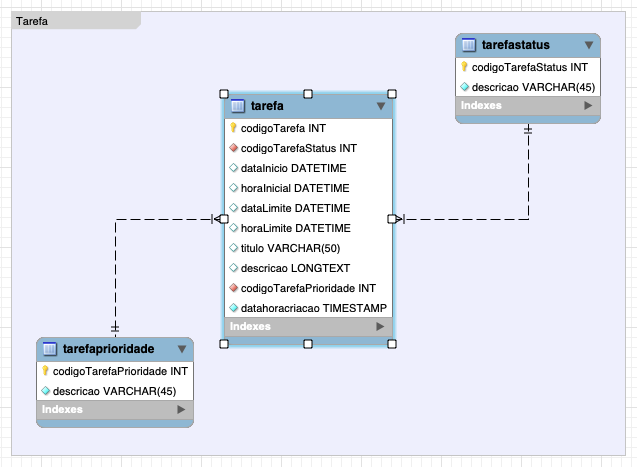 Tarefa
tarefastatus
codigoTarefaStatus INT
descricao VARCHAR(45)
Indexes
tarefa
codigoTarefa INT
codigoTarefaStatus INT
dataInicio DATETIME
horaInicial DATETIME
dataLimite DATETIME
horaLimite DATETIME
titulo VARCHAR(50)
descricao LONGTEXT
codigoTarefaPrioridade INT
datahoracriacao TIMESTAMP
Indexes
tarefaprioridade
codigoTarefaPrioridade INT
descricao VARCHAR(45)
Indexes